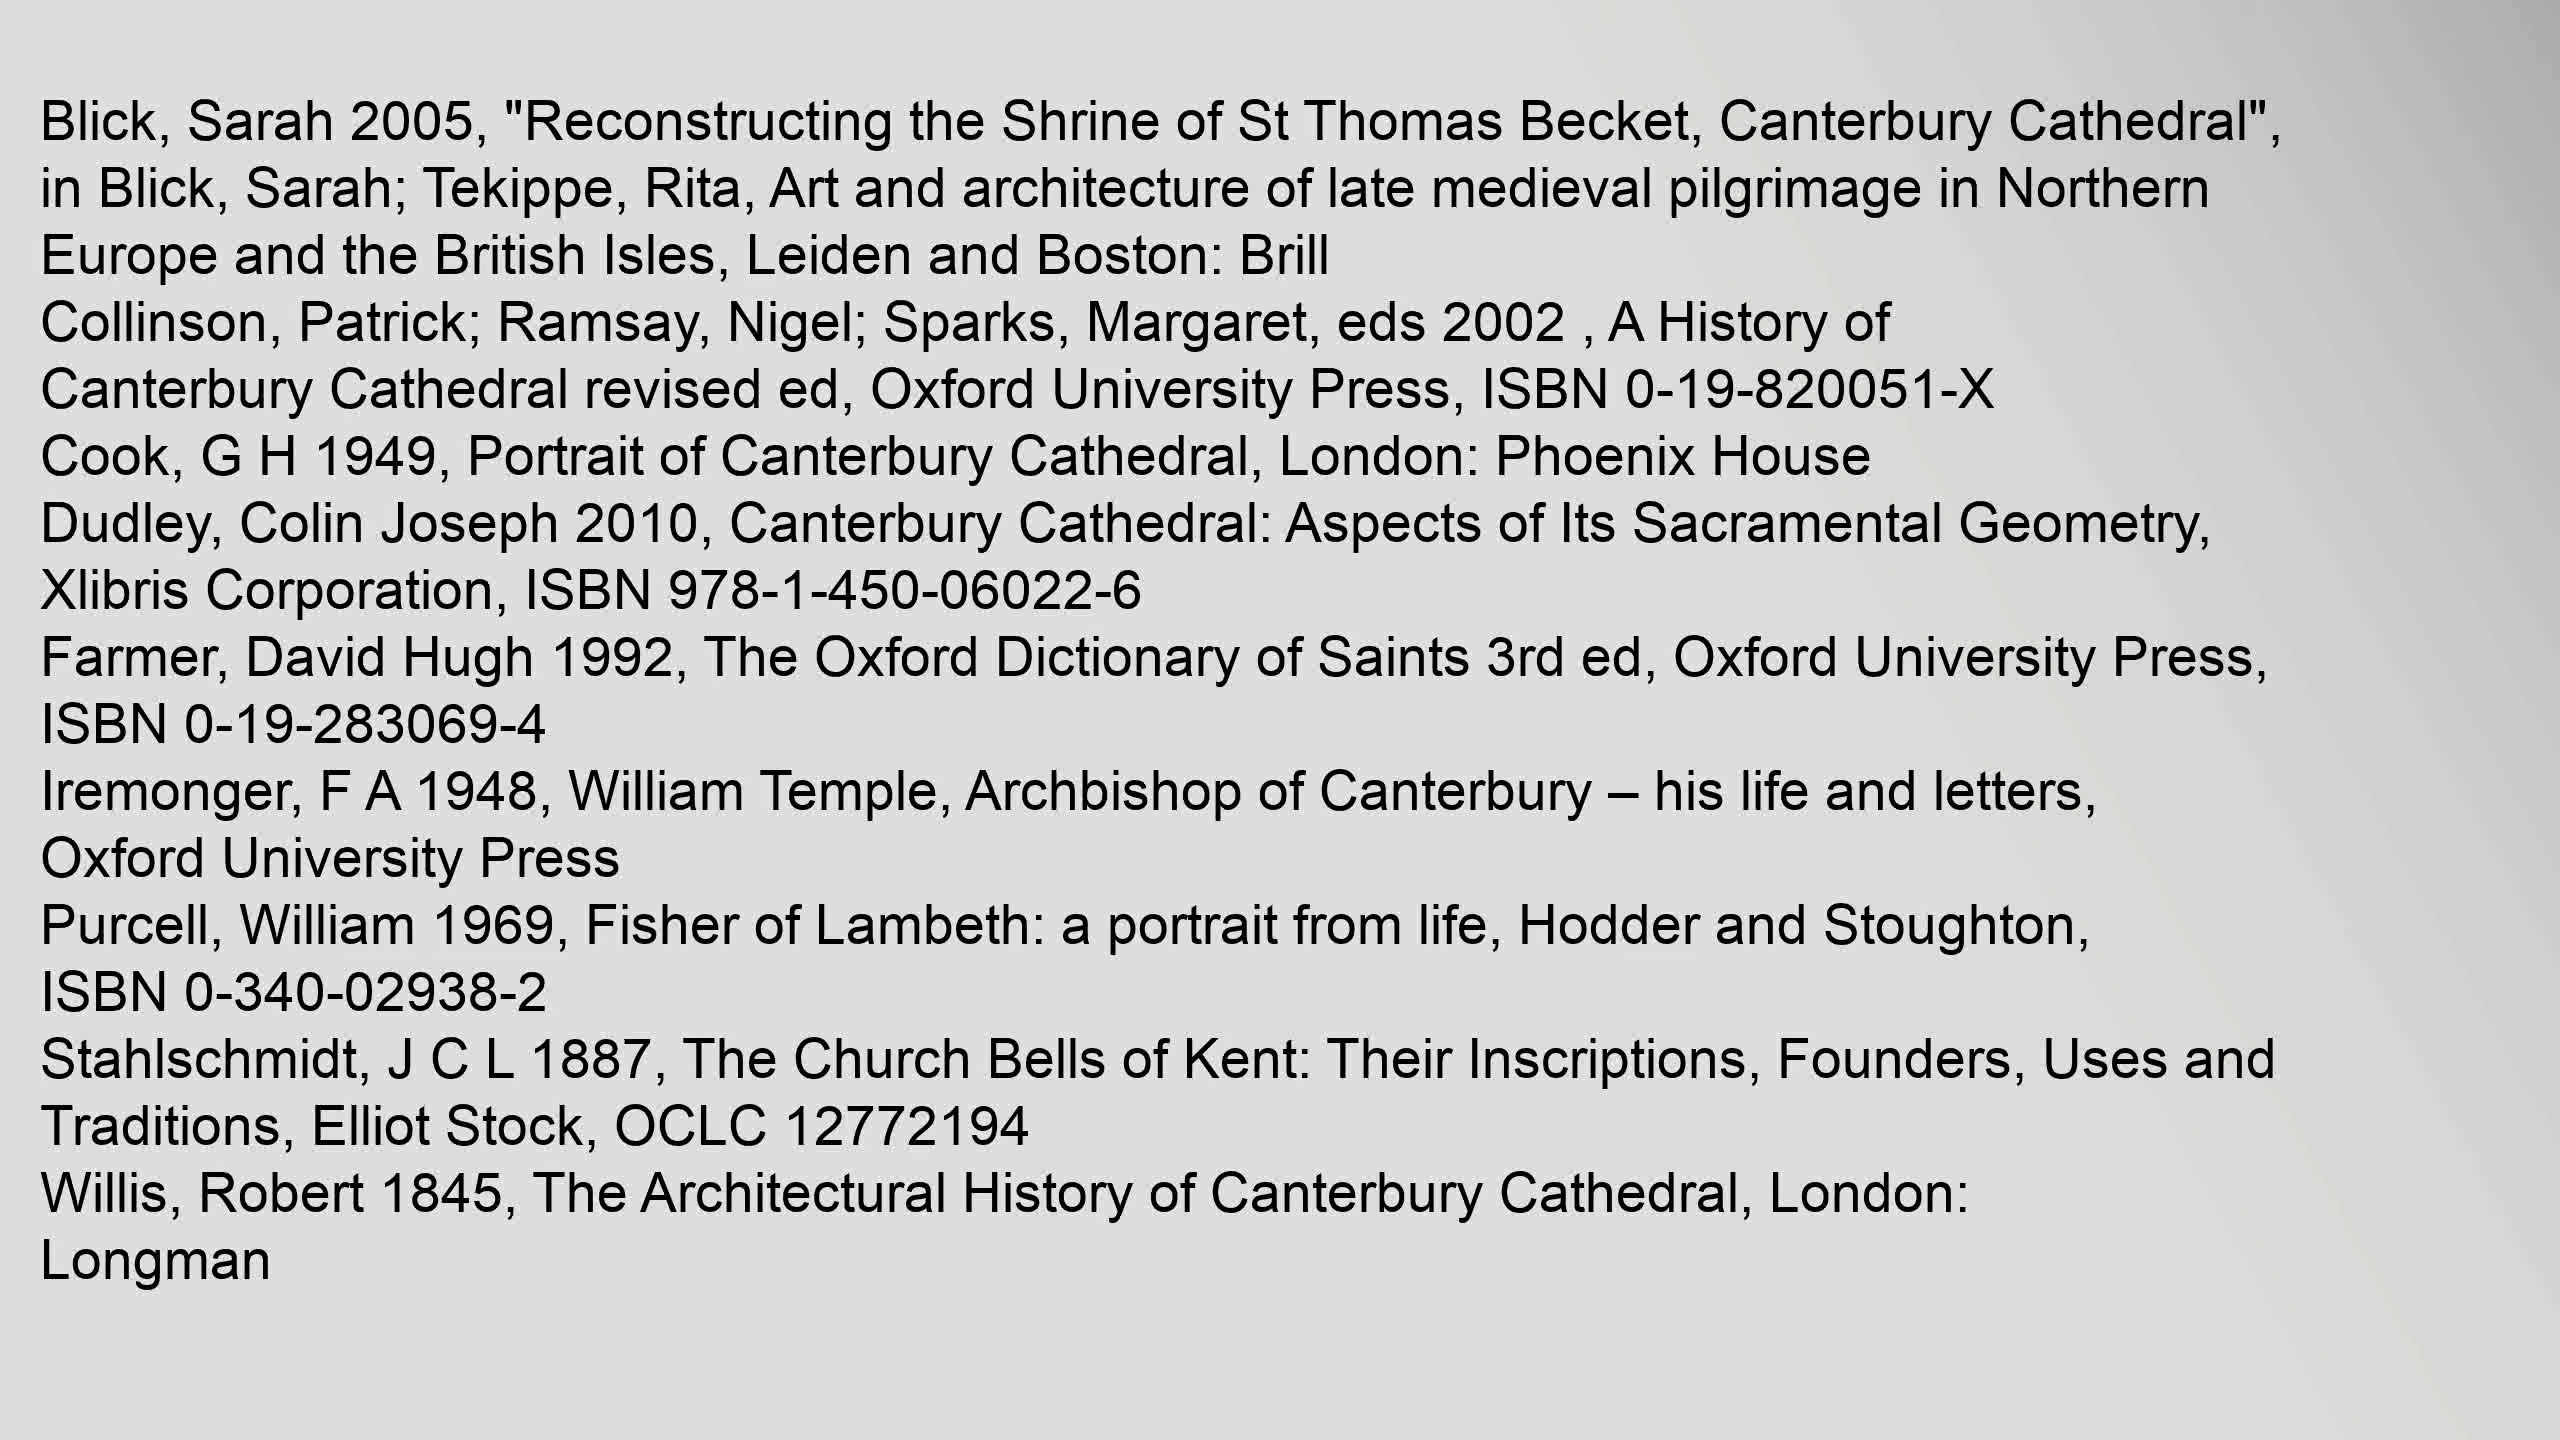 Blick, Sarah 2005, "Reconstructing the Shrine of St Thomas Becket, Canterbury Cathedral",
in Blick, Sarah; Tekippe, Rita, Art and architecture of late medieval pilgrimage in Northern
Europe and the British Isles, Leiden and Boston: Brill
Collinson, Patrick; Ramsay, Nigel; Sparks, Margaret, eds 2002 , A History of
Canterbury Cathedral revised ed, Oxford University Press, ISBN 0-19-820051-X
Cook, G H 1949, Portrait of Canterbury Cathedral, London: Phoenix House
Dudley, Colin Joseph 2010, Canterbury Cathedral: Aspects of Its Sacramental Geometry,
Xlibris Corporation, ISBN 978-1-450-06022-6
Farmer, David Hugh 1992, The Oxford Dictionary of Saints 3rd ed, Oxford University Press,
ISBN 0-19-283069-4
Iremonger, F A 1948, William Temple, Archbishop of Canterbury – his life and letters,
Oxford University Press
Purcell, William 1969, Fisher of Lambeth: a portrait from life, Hodder and Stoughton,
ISBN 0-340-02938-2
Stahlschmidt, J C L 1887, The Church Bells of Kent: Their Inscriptions, Founders, Uses and
Traditions, Elliot Stock, OCLC 12772194
Willis, Robert 1845, The Architectural History of Canterbury Cathedral, London:
Longman